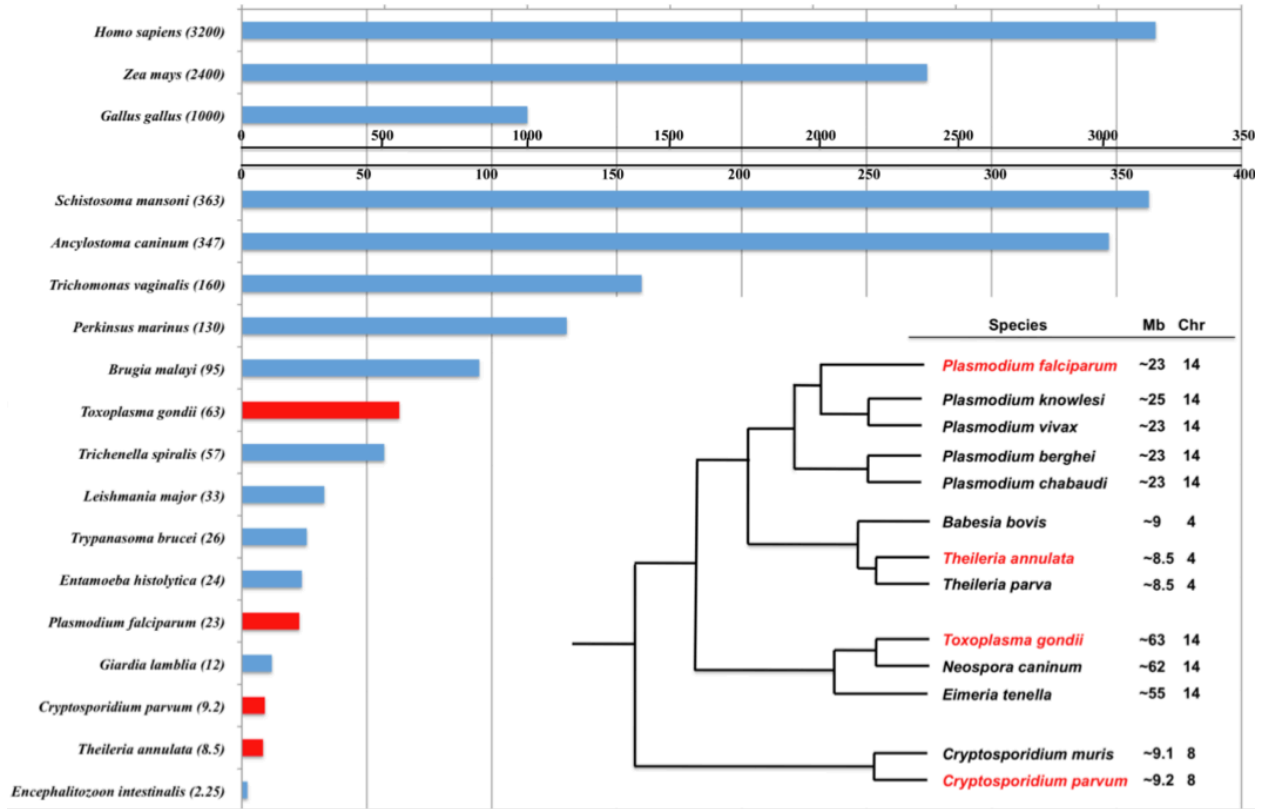 Homo sapiens (3200)
Zea mays (2400)
Gallus gallus (1000)
0 500 1000 1500 2000 2500 3000 350
0 50 100 150 200 250 300 350 400
Schistosoma mansoni (363)
Ancylostoma caninum (347)
Trichomonas vaginalis (160)
Perkinsus marinus (130)
Brugia malayi (95)
Toxoplasma gondii (63)
Trichenella spiralis (57)
Leishmania major (33)
Trypanasoma brucei (26)
Entamoeba histolytica (24)
Plasmodium falciparum (23)
Giardia lamblia (12)
Cryptosporidium parvum (9.2)
Theileria annulata (8.5)
Encephalitozoon intestinalis (2.25)
Species Mb Chr
Plasmodium falciparum ~23 14
Plasmodium knowlesi ~25 14
Plasmodium vivax ~23 14
Plasmodium berghei ~23 14
Plasmodium chabaudi ~23 14
Babesia bovis ~9 4
Theileria annulata ~8.5 4
Theileria parva ~8.5 4
Toxoplasma gondii ~63 14
Neospora caninum ~62 14
Eimeria tenella ~55 14
Cryptosporidium muris ~9.1 8
Cryptosporidium parvum ~9.2 8